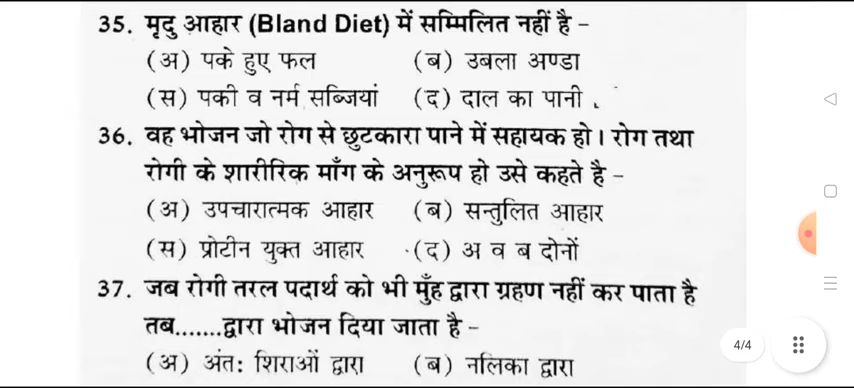 35. मृदु आहार (Bland Diet) में सम्मिलित नहीं है –
(अ) पके हुए फल (ब) उबला अण्डा
(स) पकी व नर्म सब्जियां (द) दाल का पानी .
36. वह भोजन जो रोग से छुटकारा पाने में सहायक हो। रोग तथा
रोगी के शारीरिक माँग के अनुरूप हो उसे कहते है –
(अ) उपचारात्मक आहार (ब) सन्तुलित आहार
(स) प्रोटीन युक्त आहार (द) अ व ब दोनों
37. जब रोगी तरल पदार्थ को भी मुँह द्वारा ग्रहण नहीं कर पाता है
तब.......द्वारा भोजन दिया जाता है –
(अ) अंतः शिराओं द्वारा (ब) नलिका द्वारा
4/4